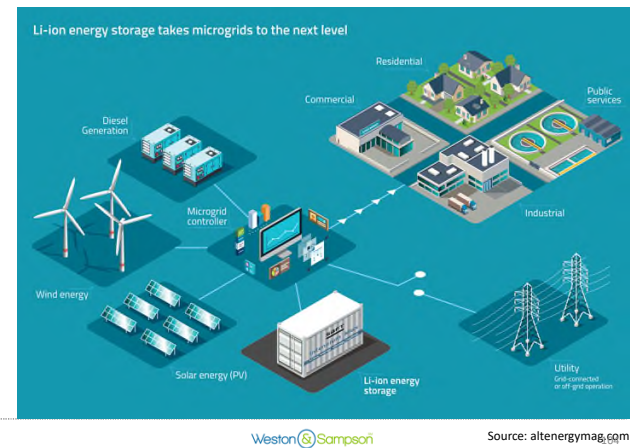 Li-ion energy storage takes microgrids to the next level
Residential
Commercial
Public
services
Diesel
Generation
Microgrid
controller
Industrial
Wind energy
Solar energy (PV)
Li-ion energy
storage
Utility
Grid-connected
or off-grid operation
Weston & Sampson
Source: altenergymag.com